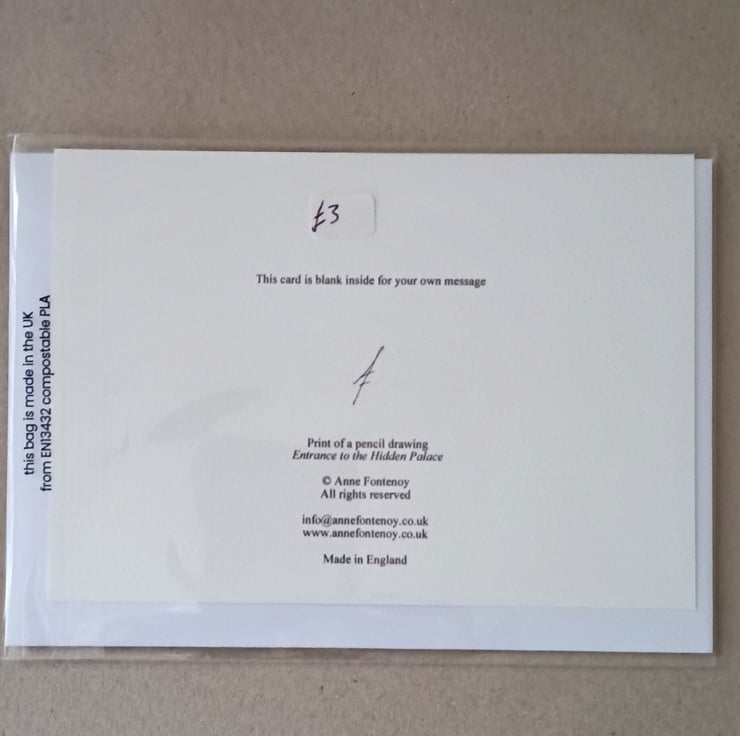 £3
This card is blank inside for your own message
Print of a pencil drawing
Entrance to the Hidden Palace
© Anne Fontenoy
All rights reserved
info@annefontenoy.co.uk
www.annefontenoy.co.uk
Made in England
this bag is made in the UK
from EN13432 compostable PLA